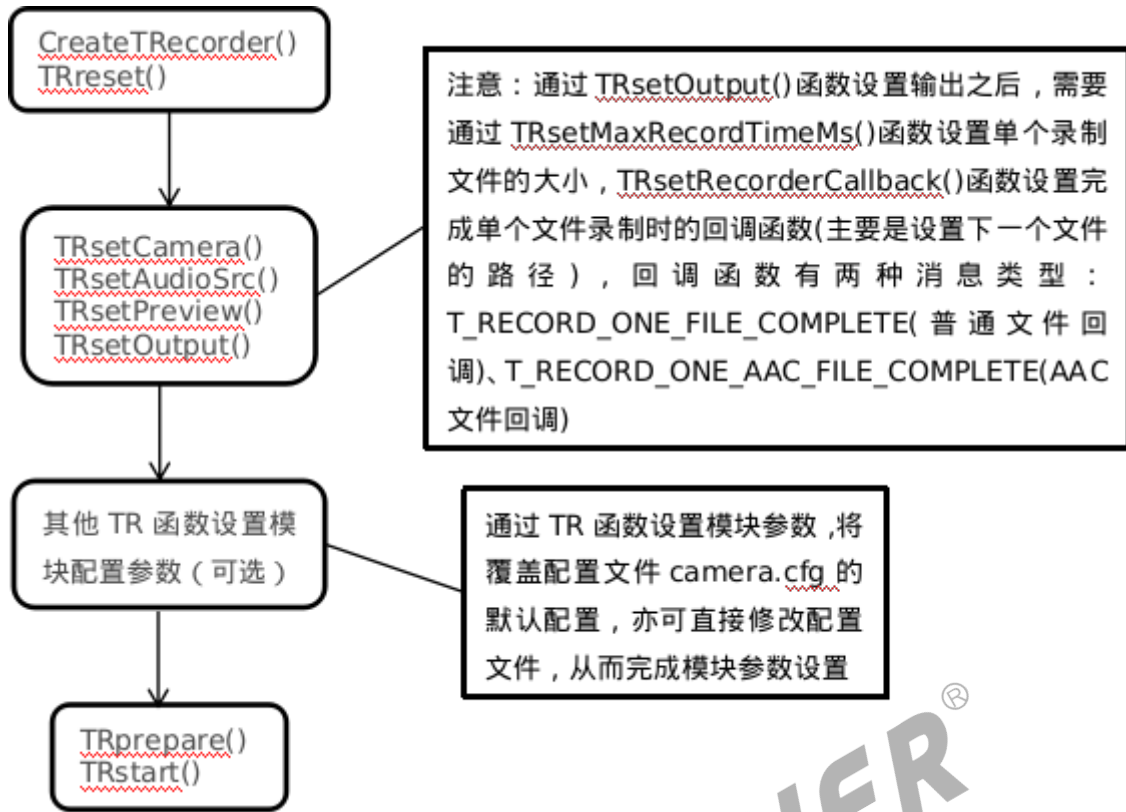 CreateTRecorder()
TRreset()
TRsetCamera()
TRsetAudioSrc()
TRsetPreview()
TRsetOutput()
注意：通过 TRsetOutput()函数设置输出之后，需要
通过 TRsetMaxRecordTimeMs()函数设置单个录制
文件的大小，TRsetRecorderCallback()函数设置完
成单个文件录制时的回调函数(主要是设置下一个文件
的路径），回调函数有两种消息类型：
T_RECORD_ONE_FILE_COMPLETE(普通文件回
调)、T_RECORD_ONE_AAC_FILE_COMPLETE(AAC
文件回调)
其他 TR 函数设置模
块配置参数（可选）
通过 TR 函数设置模块参数,将
覆盖配置文件 camera.cfg 的
默认配置，亦可直接修改配置
文件，从而完成模块参数设置
TRprepare()
TRstart()